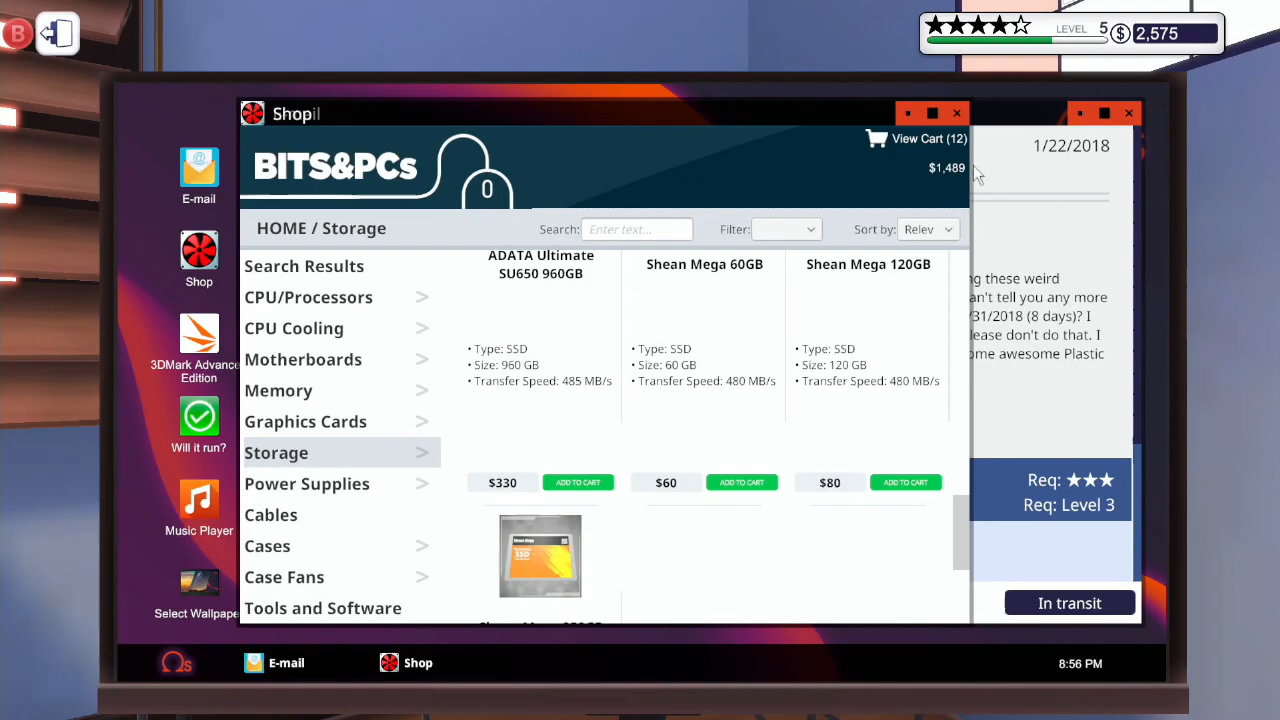 B
LEVEL 5 $ 2,575
Shop
View Cart (12)
$1,489
BITS&PCs
HOME / Storage
Search: Enter text...
Filter:
Sort by: Relev
Search Results
CPU/Processors >
CPU Cooling >
Motherboards >
Memory >
Graphics Cards >
Storage >
Power Supplies >
Cables
Cases >
Case Fans >
Tools and Software
ADATA Ultimate
SU650 960GB
• Type: SSD
• Size: 960 GB
• Transfer Speed: 485 MB/s
$330 ADD TO CART
Shean Mega 60GB
• Type: SSD
• Size: 60 GB
• Transfer Speed: 480 MB/s
$60 ADD TO CART
Shean Mega 120GB
• Type: SSD
• Size: 120 GB
• Transfer Speed: 480 MB/s
$80 ADD TO CART
Shean Mega
SSD
1/22/2018
ng these weird
an't tell you any more
/31/2018 (8 days)? I
lease don't do that. I
ome awesome Plastic
Req: ★★★
Req: Level 3
In transit
E-mail
Shop
3DMark Advance
Edition
Will it run?
Music Player
Select Wallpape
Ωs
E-mail
Shop
8:56 PM